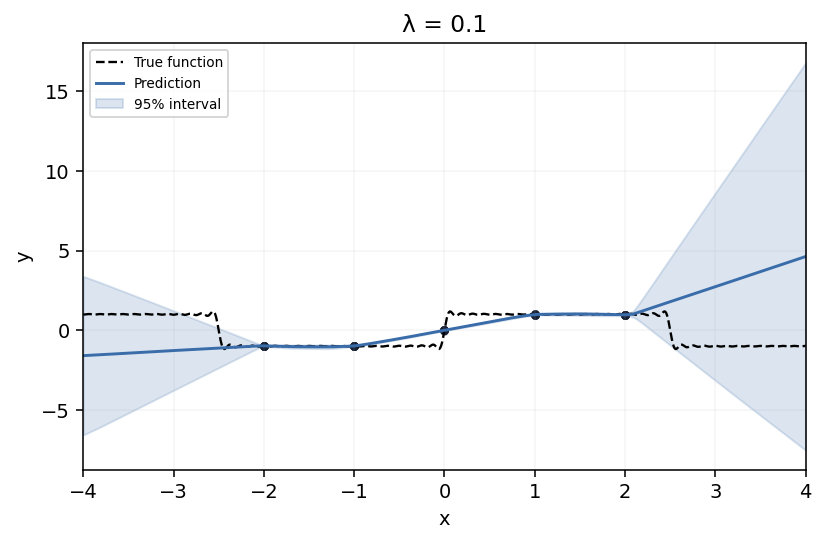 λ = 0.1
True function
Prediction
95% interval
y
15
10
5
0
−5
−4 −3 −2 −1 0 1 2 3 4
x